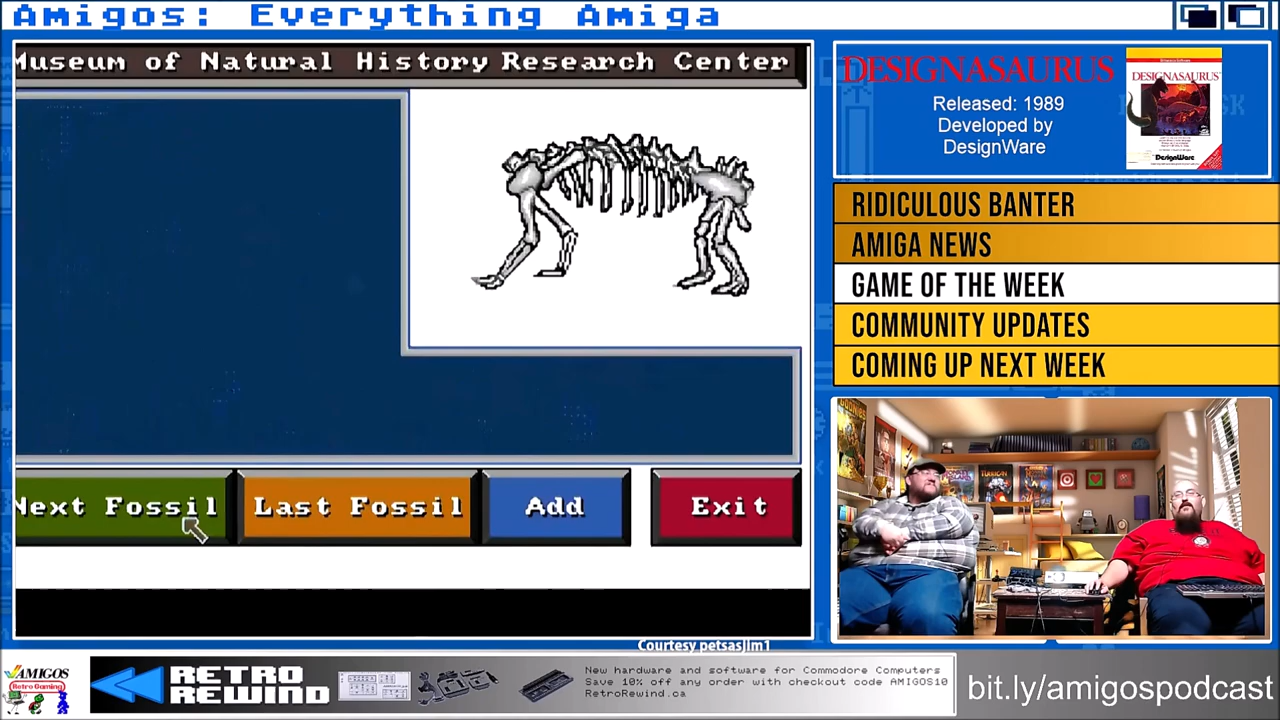 Amigos: Everything Amiga
Museum of Natural History Research Center
Next Fossil
Last Fossil
Add
Exit
DESIGNASAURUS
Released: 1989
Developed by
DesignWare
DESIGNASAURUS
DesignWare
RIDICULOUS BANTER
AMIGA NEWS
GAME OF THE WEEK
COMMUNITY UPDATES
COMING UP NEXT WEEK
Courtesy petsasjim1
AMIGOS
Retro Gaming
RETRO
REWIND
New hardware and software for Commodore Computers
Save 10% off any order with checkout code AMIGOS10
RetroRewind.ca
bit.ly/amigospodcast